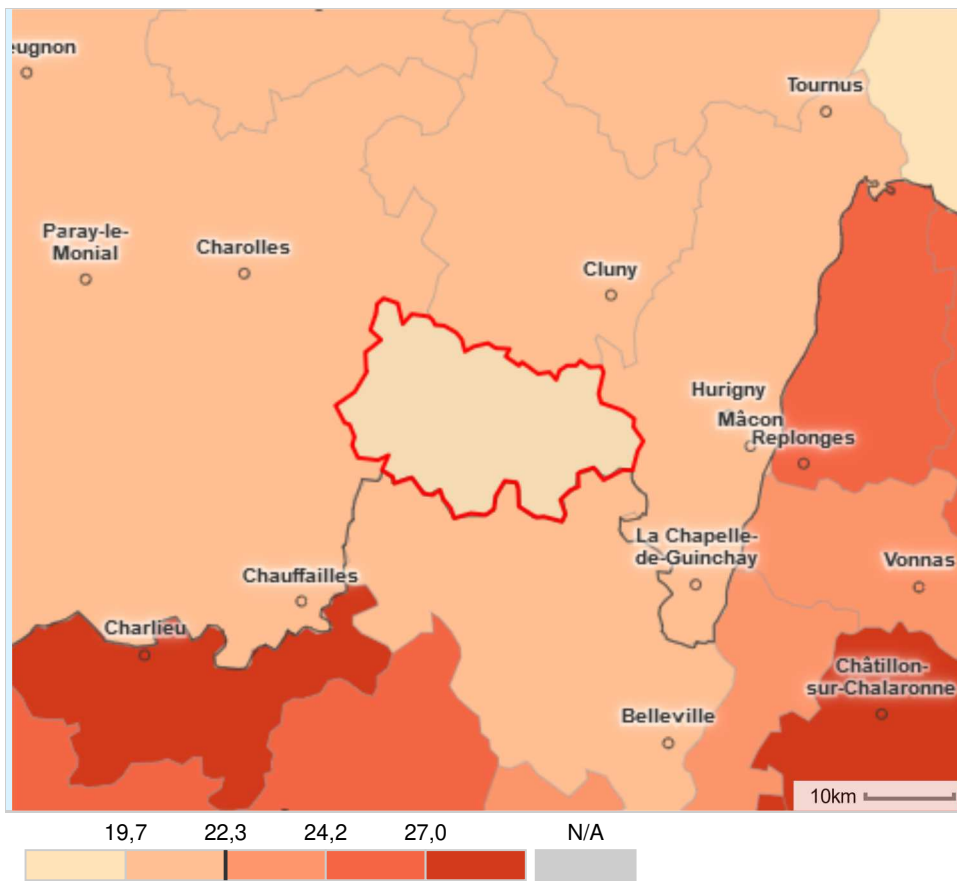 eugnon
Tournus
Paray-le-
Monial
Charolles
Cluny
Hurigny
Mâcon
Replonges
La Chapelle-
de-Guinchay
Vonnas
Chauffailles
Charlieu
Châtillon-
sur-Chalaronne
Belleville
10km
19,7 22,3 24,2 27,0 N/A